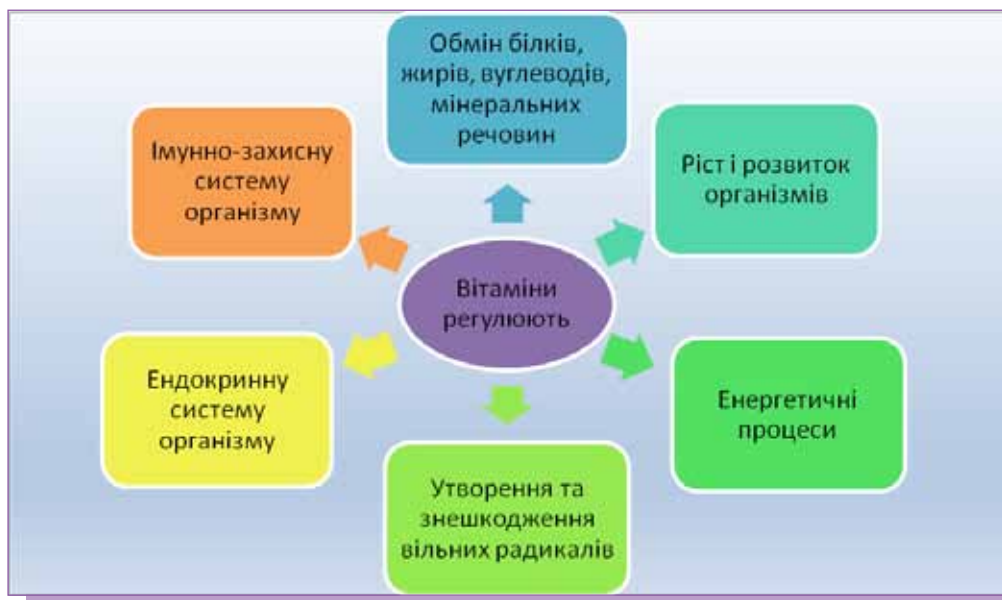 Обмін білків,
жирів, вуглеводів,
мінеральних
речовин
Імунно-захисну
систему
організму
Ріст і розвиток
організмів
Вітаміни
регулюють
Ендокринну
систему
організму
Енергетичні
процеси
Утворення та
знешкодження
вільних радикалів